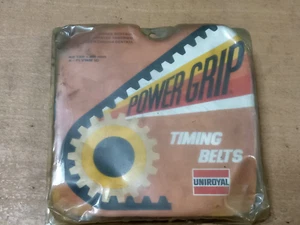 POWER GRIP
TIMING
BELTS
UNIROYAL